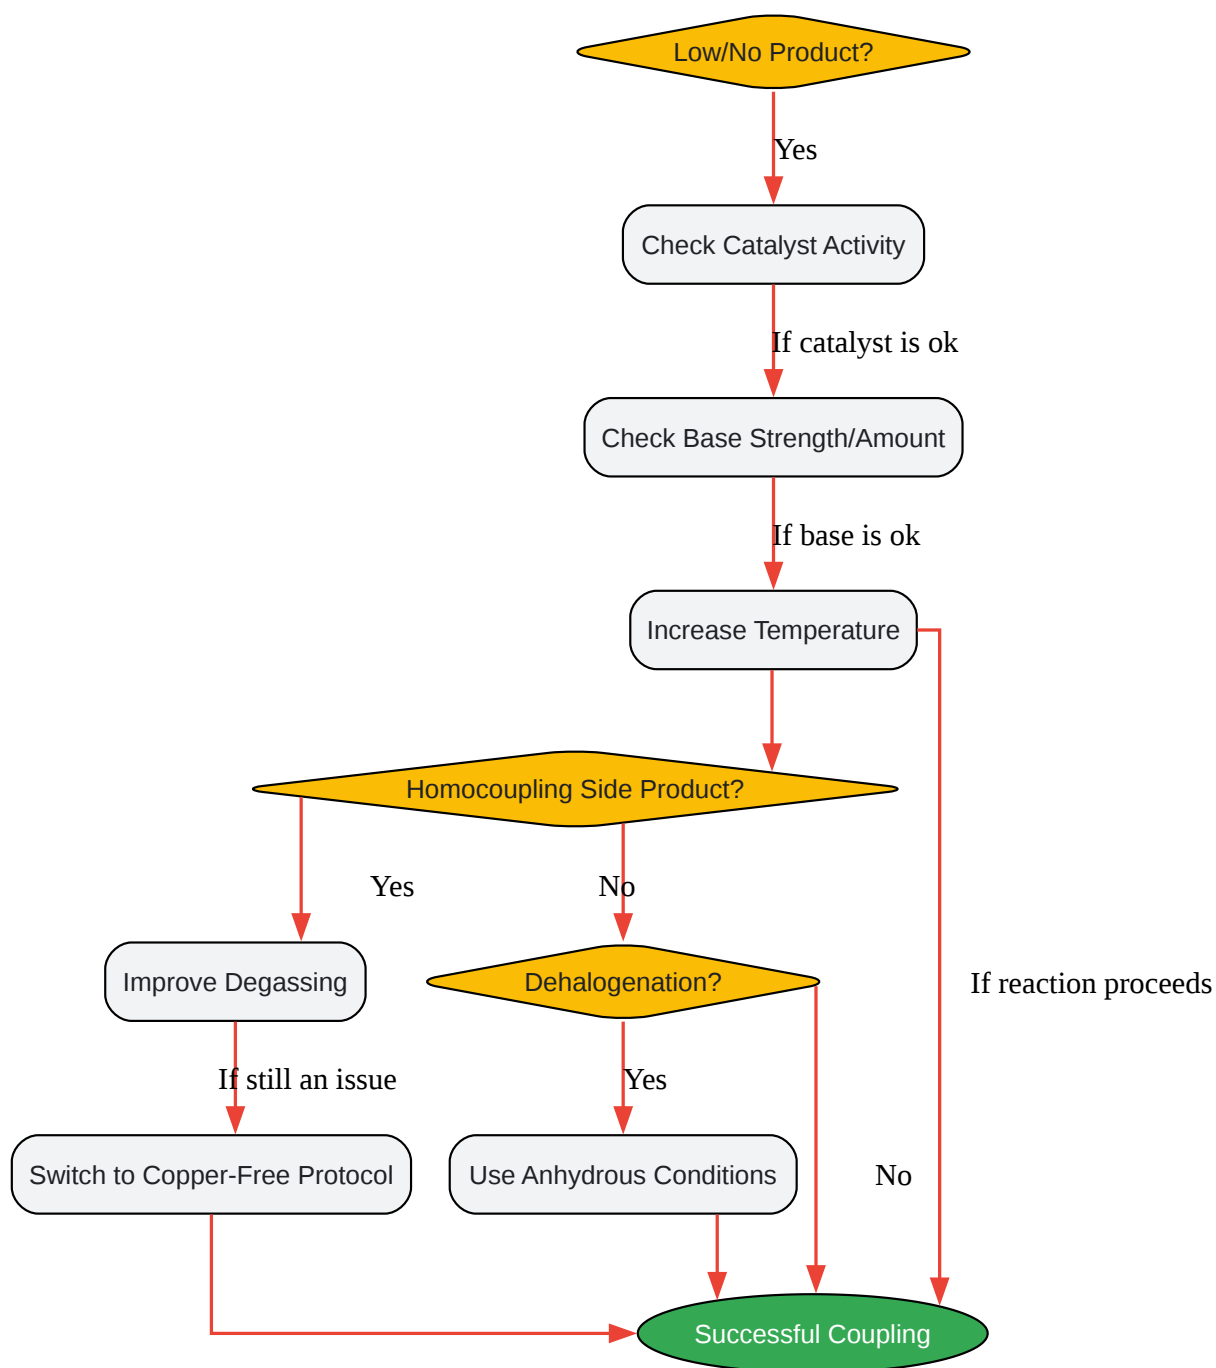 Low/No Product?
Yes
Check Catalyst Activity
If catalyst is ok
Check Base Strength/Amount
If base is ok
Increase Temperature
Homocoupling Side Product?
Yes
No
Improve Degassing
Dehalogenation?
If reaction proceeds
If still an issue
Yes
Switch to Copper-Free Protocol
Use Anhydrous Conditions
No
Successful Coupling